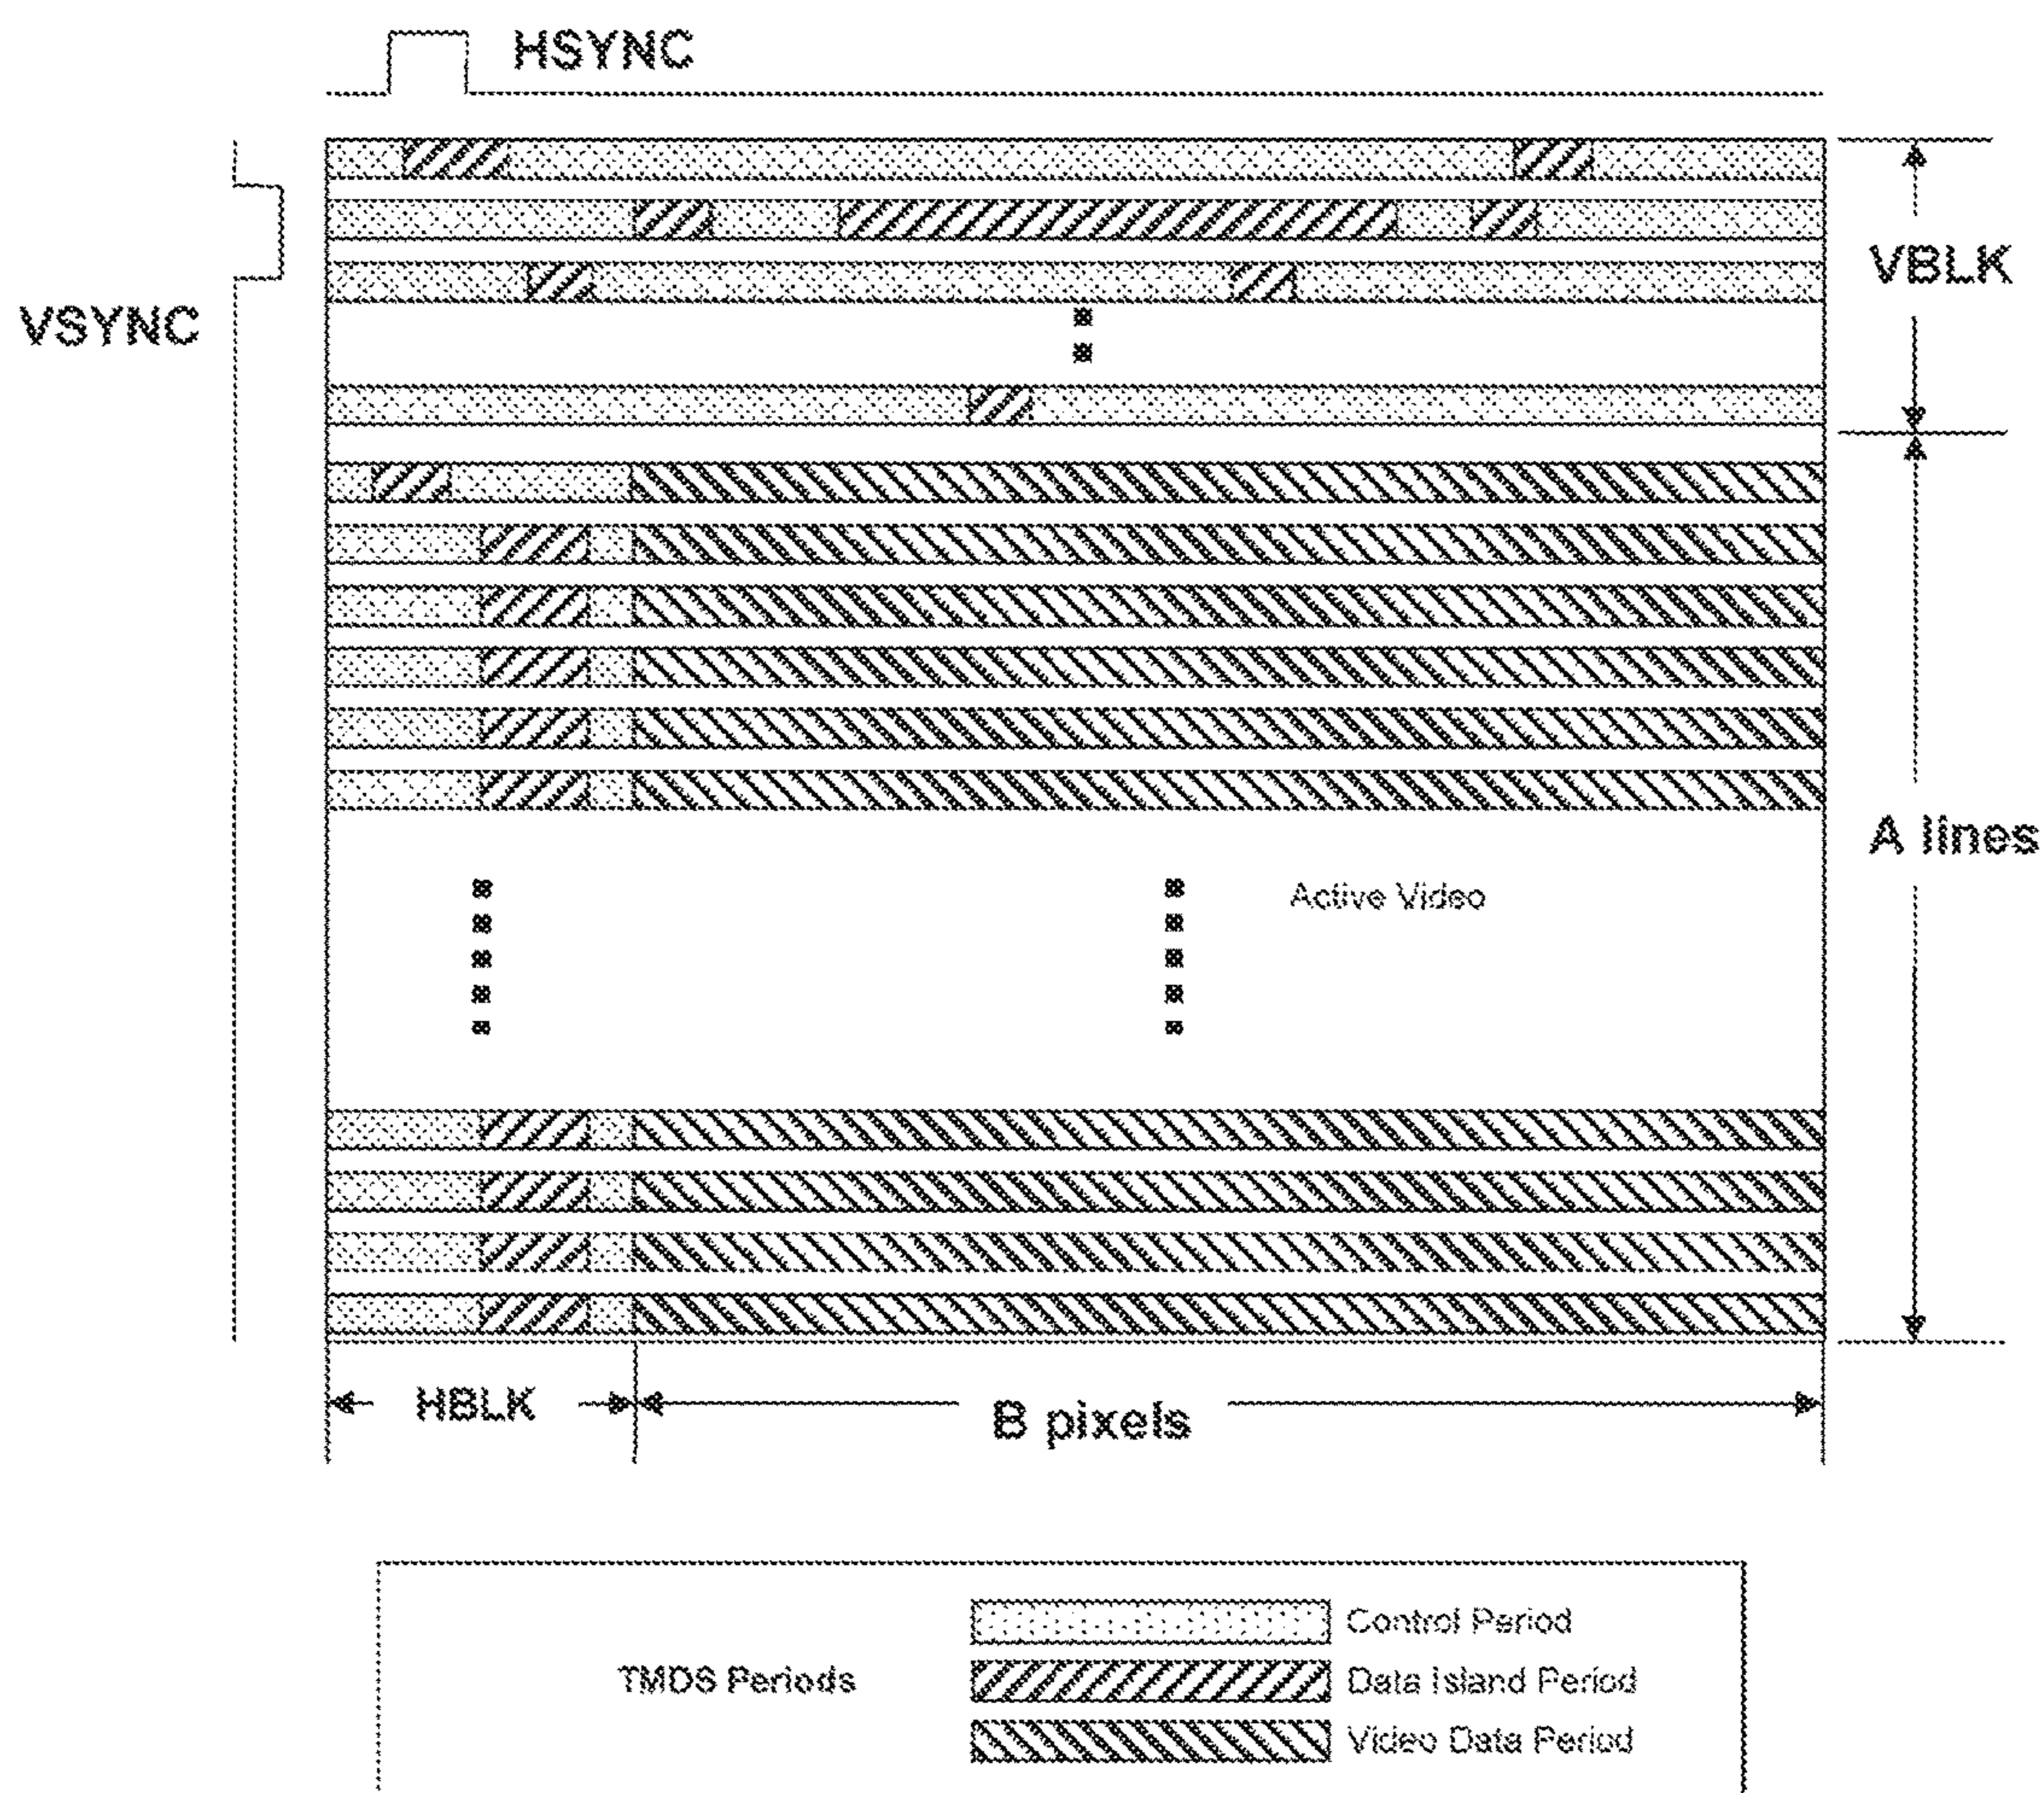 HSYNC
VBLK
VSYNC
A lines
Active Video
HBLK
B pixels
TMDS Periods
Control Period
Data Island Period
Video Data Period